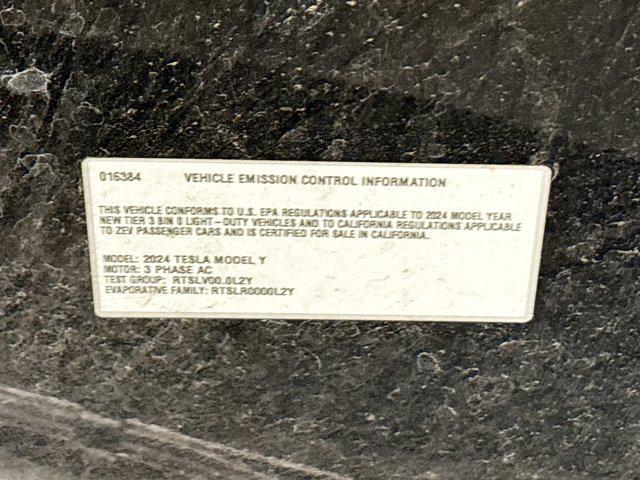 016384 VEHICLE EMISSION CONTROL INFORMATION
THIS VEHICLE CONFORMS TO U.S. EPA REGULATIONS APPLICABLE TO 2024 MODEL YEAR
NEW TIER 3 BIN 0 LIGHT-DUTY VEHICLES AND TO CALIFORNIA REGULATIONS APPLICABLE
TO ZEV PASSENGER CARS AND IS CERTIFIED FOR SALE IN CALIFORNIA.
MODEL: 2024 TESLA MODEL Y
MOTOR: 3 PHASE AC
TEST GROUP: RTSLV00.0L2Y
EVAPORATIVE FAMILY: RTSLR0000L2Y